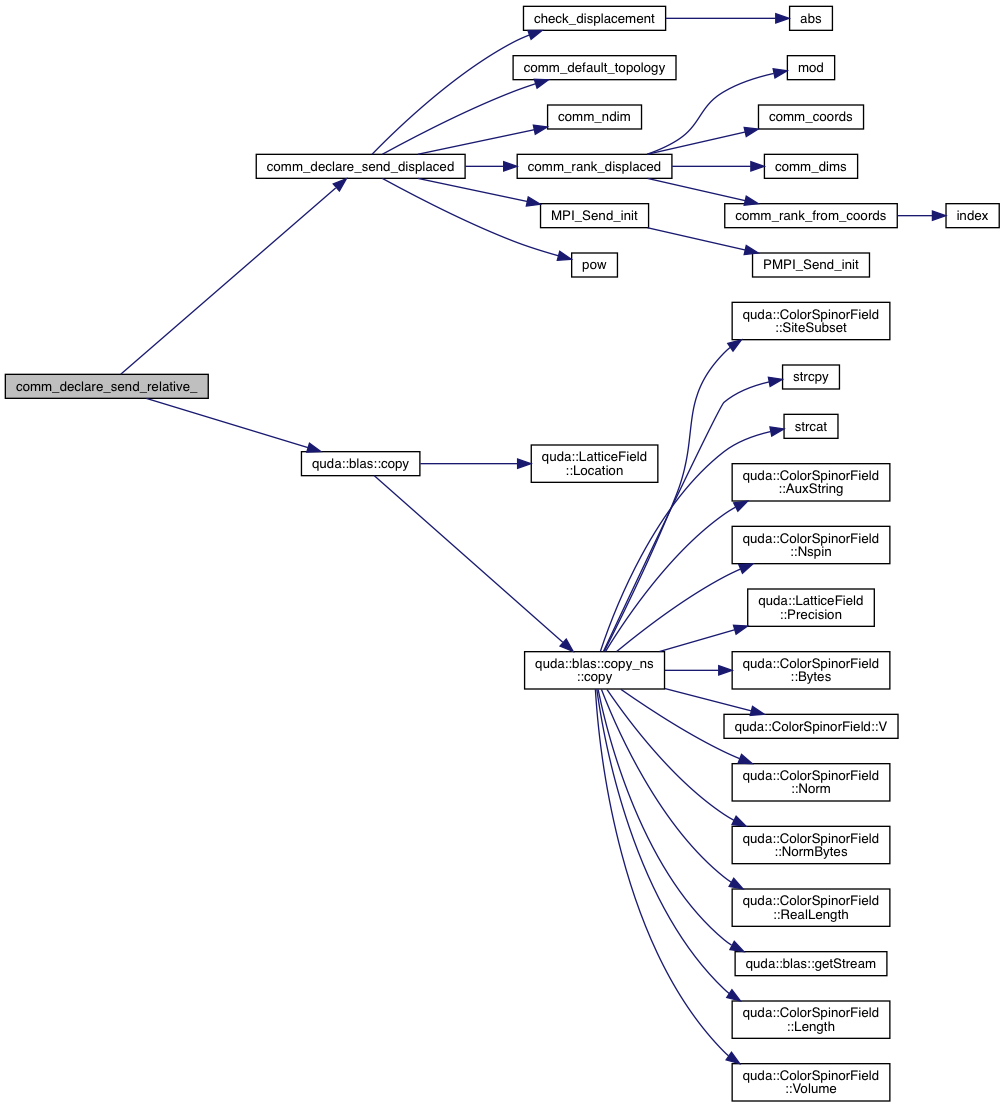 check_displacement
abs
comm_default_topology
mod
comm_ndim
comm_coords
comm_declare_send_displaced
comm_rank_displaced
comm_dims
MPI_Send_init
comm_rank_from_coords
index
pow
PMPI_Send_init
quda::ColorSpinorField
::SiteSubset
strcpy
comm_declare_send_relative_
strcat
quda::blas::copy
quda::LatticeField
::Location
quda::ColorSpinorField
::AuxString
quda::ColorSpinorField
::Nspin
quda::LatticeField
::Precision
quda::blas::copy_ns
::copy
quda::ColorSpinorField
::Bytes
quda::ColorSpinorField::V
quda::ColorSpinorField
::Norm
quda::ColorSpinorField
::NormBytes
quda::ColorSpinorField
::RealLength
quda::blas::getStream
quda::ColorSpinorField
::Length
quda::ColorSpinorField
::Volume